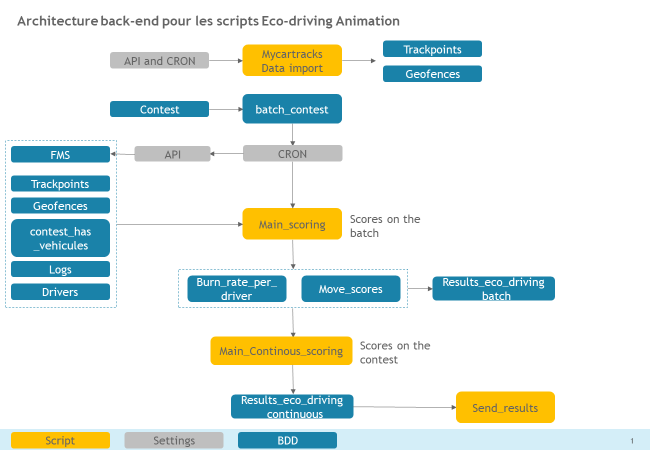 Architecture back-end pour les scripts Eco-driving Animation
API and CRON
Mycartracks
Data import
Trackpoints
Geofences
Contest
batch_contest
FMS
API
CRON
Trackpoints
Geofences
contest_has
_vehicules
Logs
Drivers
Main_scoring
Scores on the
batch
Burn_rate_per_
driver
Move_scores
Results_eco_driving
batch
Main_Continous_scoring
Scores on the
contest
Results_eco_driving
continuous
Send_results
Script
Settings
BDD
1